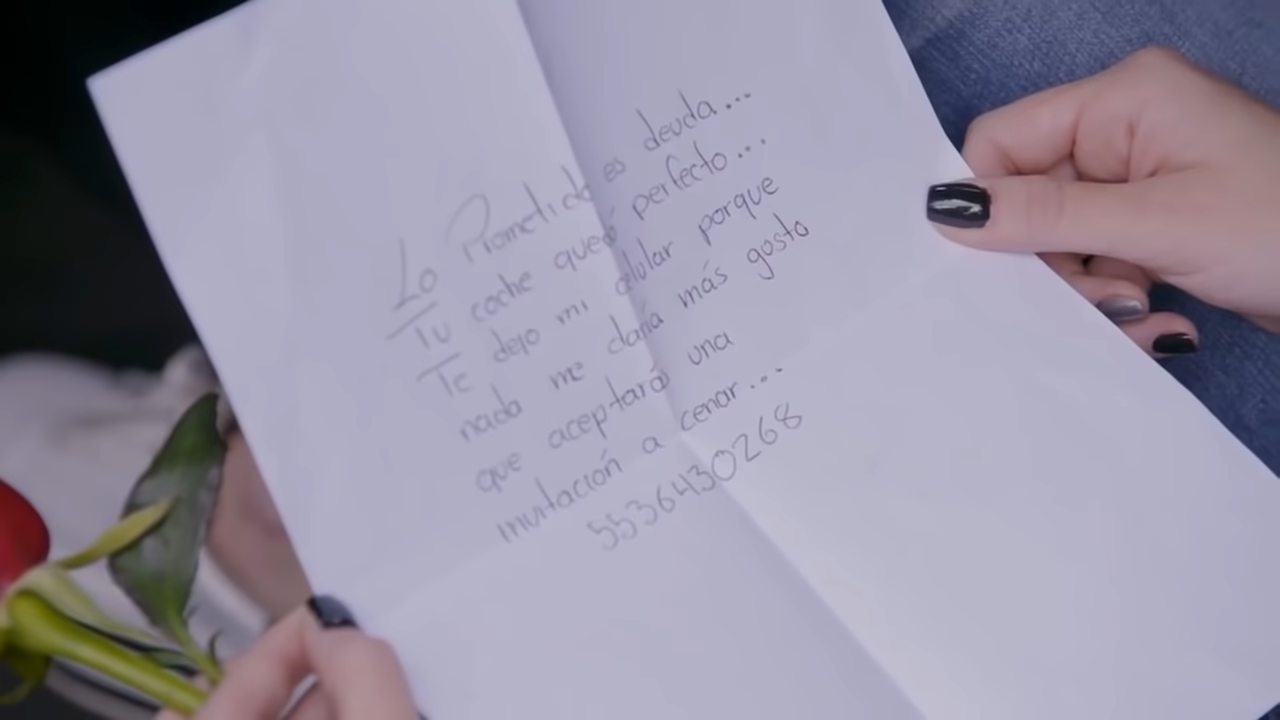 Lo Prometido es deuda...
Tu coche quedó perfecto...
Te dejo mi celular porque
nada me daría más gosto
que aceptarás una
invitación a cenar...
5536430268